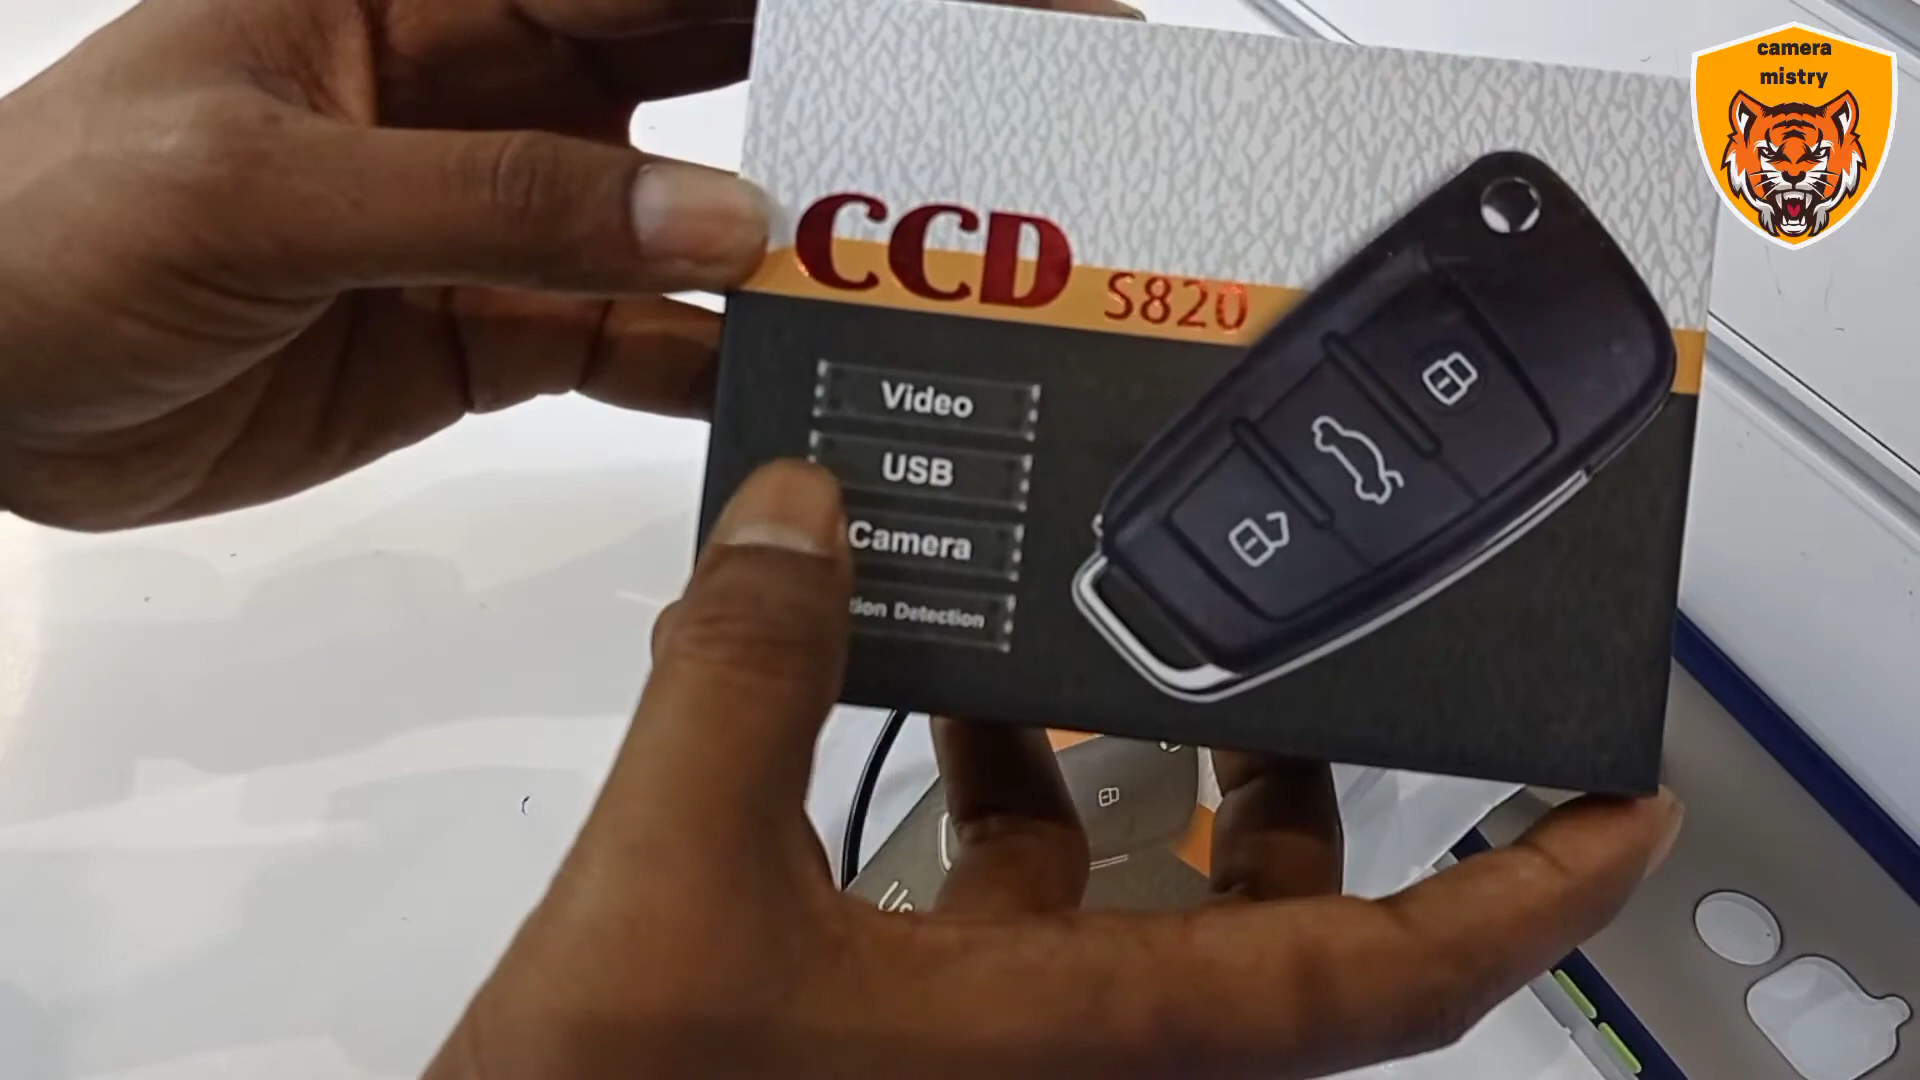 camera
mistry
CCD S820
Video
USB
Camera
Detection